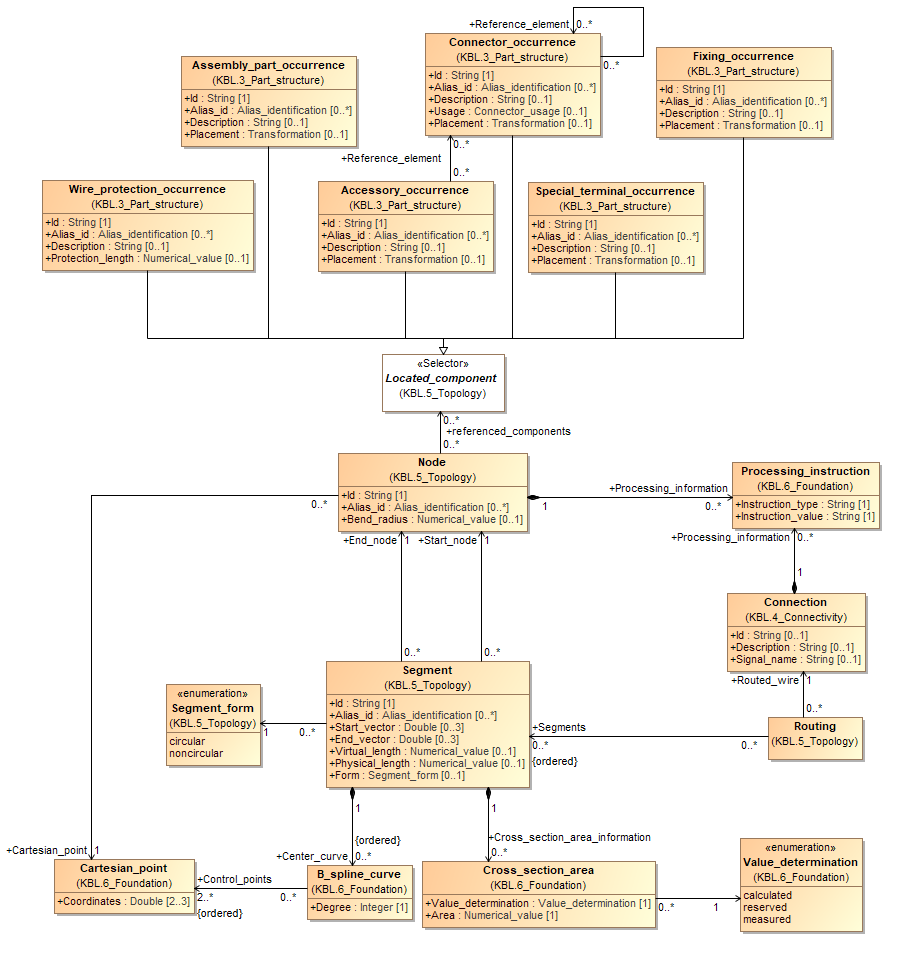 +Reference_element
0..*
Connector_occurrence
(KBL.3_Part_structure)
+Id : String [1]
+Alias_id : Alias_identification [0..*]
+Description : String [0..1]
+Usage : Connector_usage [0..1]
+Placement : Transformation [0..1]
0..*
Assembly_part_occurrence
(KBL.3_Part_structure)
+Id : String [1]
+Alias_id : Alias_identification [0..*]
+Description : String [0..1]
+Placement : Transformation [0..1]
Fixing_occurrence
(KBL.3_Part_structure)
+Id : String [1]
+Alias_id : Alias_identification [0..*]
+Description : String [0..1]
+Placement : Transformation [0..1]
0..*
+Reference_element
0..*
Wire_protection_occurrence
(KBL.3_Part_structure)
+Id : String [1]
+Alias_id : Alias_identification [0..*]
+Description : String [0..1]
+Protection_length : Numerical_value [0..1]
Accessory_occurrence
(KBL.3_Part_structure)
+Id : String [1]
+Alias_id : Alias_identification [0..*]
+Description : String [0..1]
+Placement : Transformation [0..1]
Special_terminal_occurrence
(KBL.3_Part_structure)
+Id : String [1]
+Alias_id : Alias_identification [0..*]
+Description : String [0..1]
+Placement : Transformation [0..1]
«Selector»
Located_component
(KBL.5_Topology)
0..*
+referenced_components
0..*
Node
(KBL.5_Topology)
+Id : String [1]
+Alias_id : Alias_identification [0..*]
+Bend_radius : Numerical_value [0..1]
0..*
+Processing_information
1
0..*
Processing_instruction
(KBL.6_Foundation)
+Instruction_type : String [1]
+Instruction_value : String [1]
+End_node
1
+Start_node
1
+Processing_information
0..*
1
Connection
(KBL.4_Connectivity)
+Id : String [0..1]
+Description : String [0..1]
+Signal_name : String [0..1]
0..*
0..*
+Routed_wire
1
0..*
Segment
(KBL.5_Topology)
+Id : String [1]
+Alias_id : Alias_identification [0..*]
+Start_vector : Double [0..3]
+End_vector : Double [0..3]
+Virtual_length : Numerical_value [0..1]
+Physical_length : Numerical_value [0..1]
+Form : Segment_form [0..1]
«enumeration»
Segment_form
(KBL.5_Topology)
circular
noncircular
1
0..*
+Segments
0..*
{ordered}
0..*
Routing
(KBL.5_Topology)
1
{ordered}
+Center_curve
0..*
1
+Cross_section_area_information
0..*
+Cartesian_point
1
Cartesian_point
(KBL.6_Foundation)
+Coordinates : Double [2..3]
+Control_points
2..*
{ordered}
0..*
B_spline_curve
(KBL.6_Foundation)
+Degree : Integer [1]
Cross_section_area
(KBL.6_Foundation)
+Value_determination : Value_determination [1]
+Area : Numerical_value [1]
0..*
1
«enumeration»
Value_determination
(KBL.6_Foundation)
calculated
reserved
measured